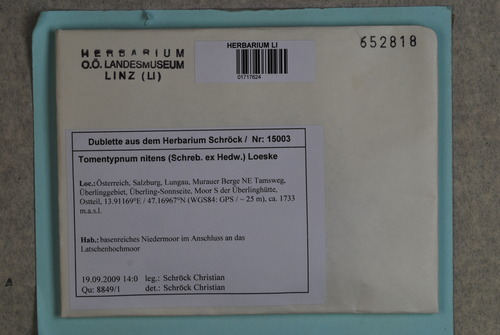 HERBARIUM
O.Ö. LANDESMUSEUM
LINZ (LI)
HERBARIUM LI
01717624
652818
Dublette aus dem Herbarium Schröck / Nr: 15003
Tomentypnum nitens (Schreb. ex Hedw.) Loeske
Loc.:Österreich, Salzburg, Lungau, Murauer Berge NE Tamsweg,
Überlinggebiet, Überling-Sonnseite, Moor S der Überlinghütte,
Ostteil, 13.91169°E / 47.16967°N (WGS84: GPS / ~ 25 m), ca. 1733
m.a.s.l.
Hab.:basenreiches Niedermoor im Anschluss an das
Latschenhochmoor
19.09.2009 14:0 leg.: Schröck Christian
Qu: 8849/1 det.: Schröck Christian